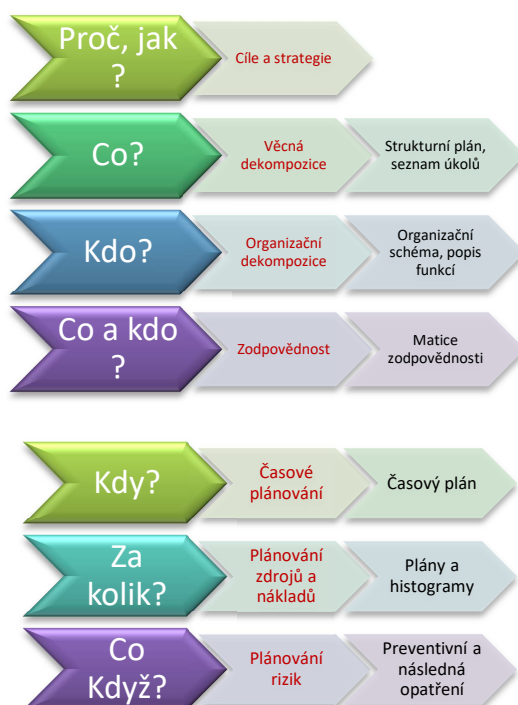 Proč, jak
?
Cíle a strategie
Co?
Věcná
dekompozice
Strukturní plán,
seznam úkolů
Kdo?
Organizační
dekompozice
Organizační
schéma, popis
funkcí
Co a kdo
?
Zodpovědnost
Matice
zodpovědnosti
Kdy?
Časové
plánování
Časový plán
Za
kolik?
Plánování
zdrojů a
nákladů
Plány a
histogramy
Co
Když?
Plánování
rizik
Preventivní a
následná
opatření